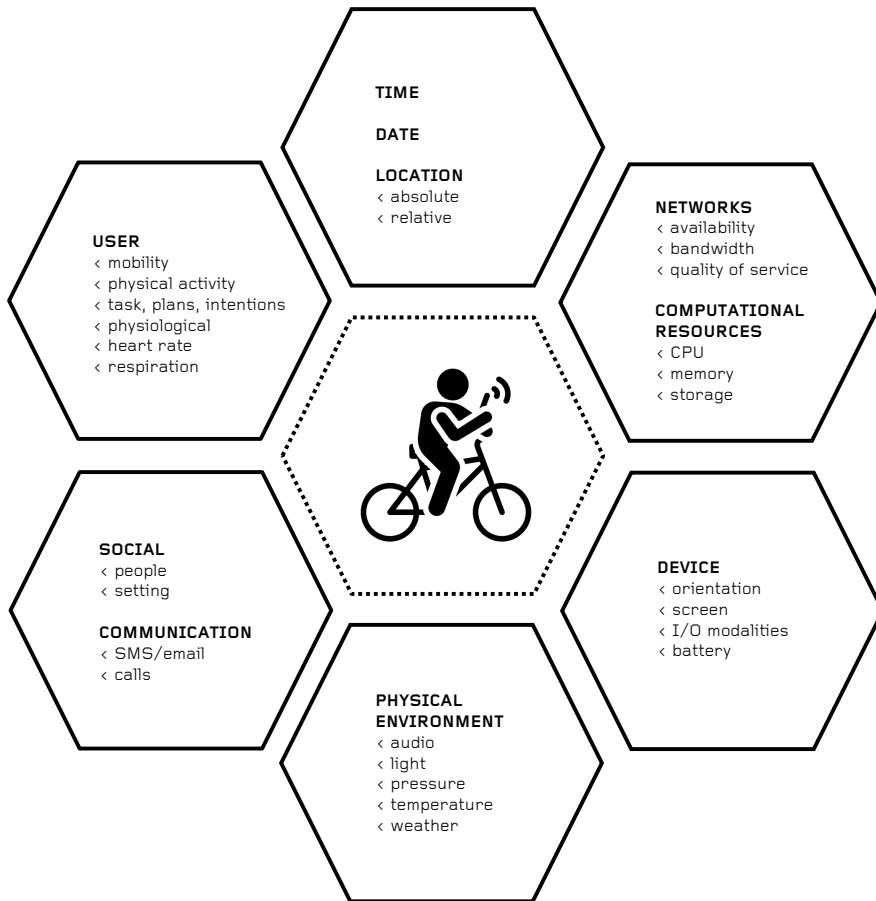 TIME
DATE
LOCATION
< absolute
< relative
USER
< mobility
< physical activity
< task, plans, intentions
< physiological
< heart rate
< respiration
NETWORKS
< availability
< bandwidth
< quality of service
COMPUTATIONAL
RESOURCES
< CPU
< memory
< storage
SOCIAL
< people
< setting
COMMUNICATION
< SMS/email
< calls
DEVICE
< orientation
< screen
< I/O modalities
< battery
PHYSICAL
ENVIRONMENT
< audio
< light
< pressure
< temperature
< weather